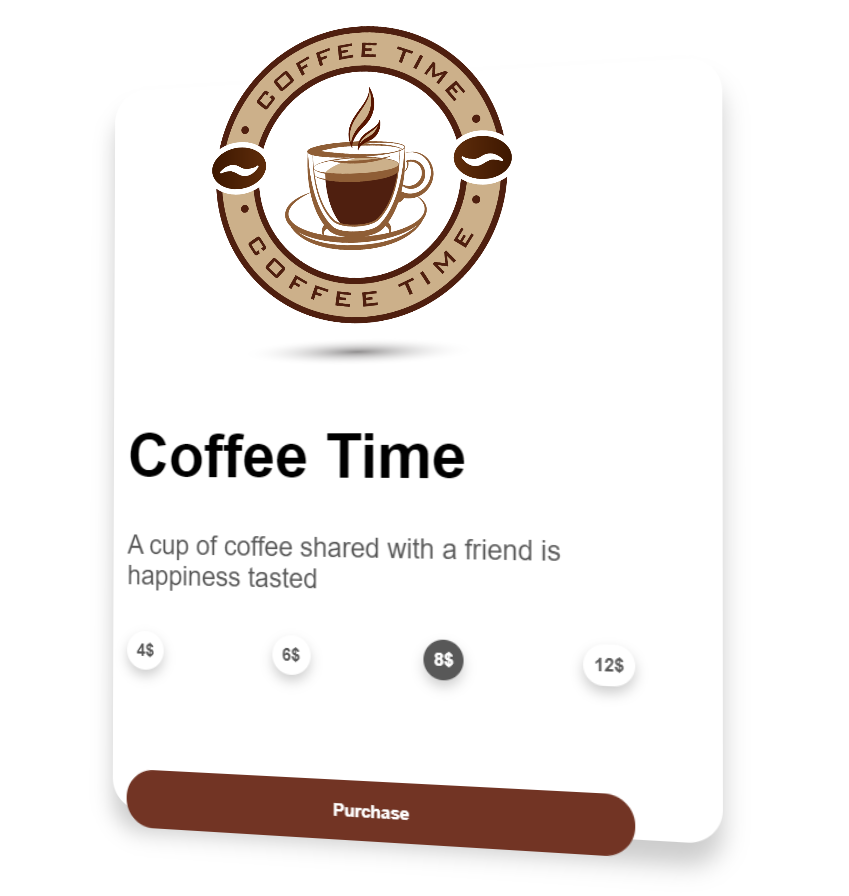 COFFEE TIME
COFFEE TIME
Coffee Time
A cup of coffee shared with a friend is
happiness tasted
4$ 6$ 8$ 12$
Purchase